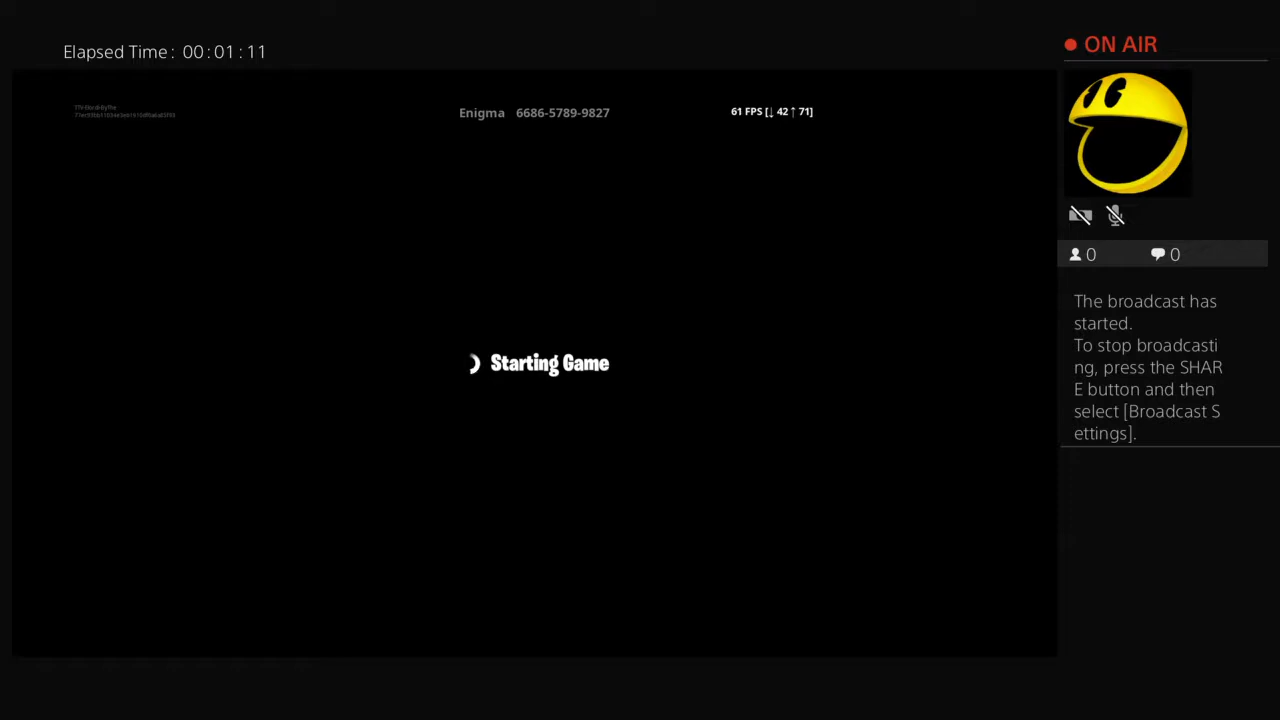 Elapsed Time: 00:01:11
ON AIR
Enigma 6686-5789-9827
61 FPS [↓ 42 ↑ 71]
0 0
Starting Game
The broadcast has
started.
To stop broadcasti
ng, press the SHAR
E button and then
select [Broadcast S
ettings].